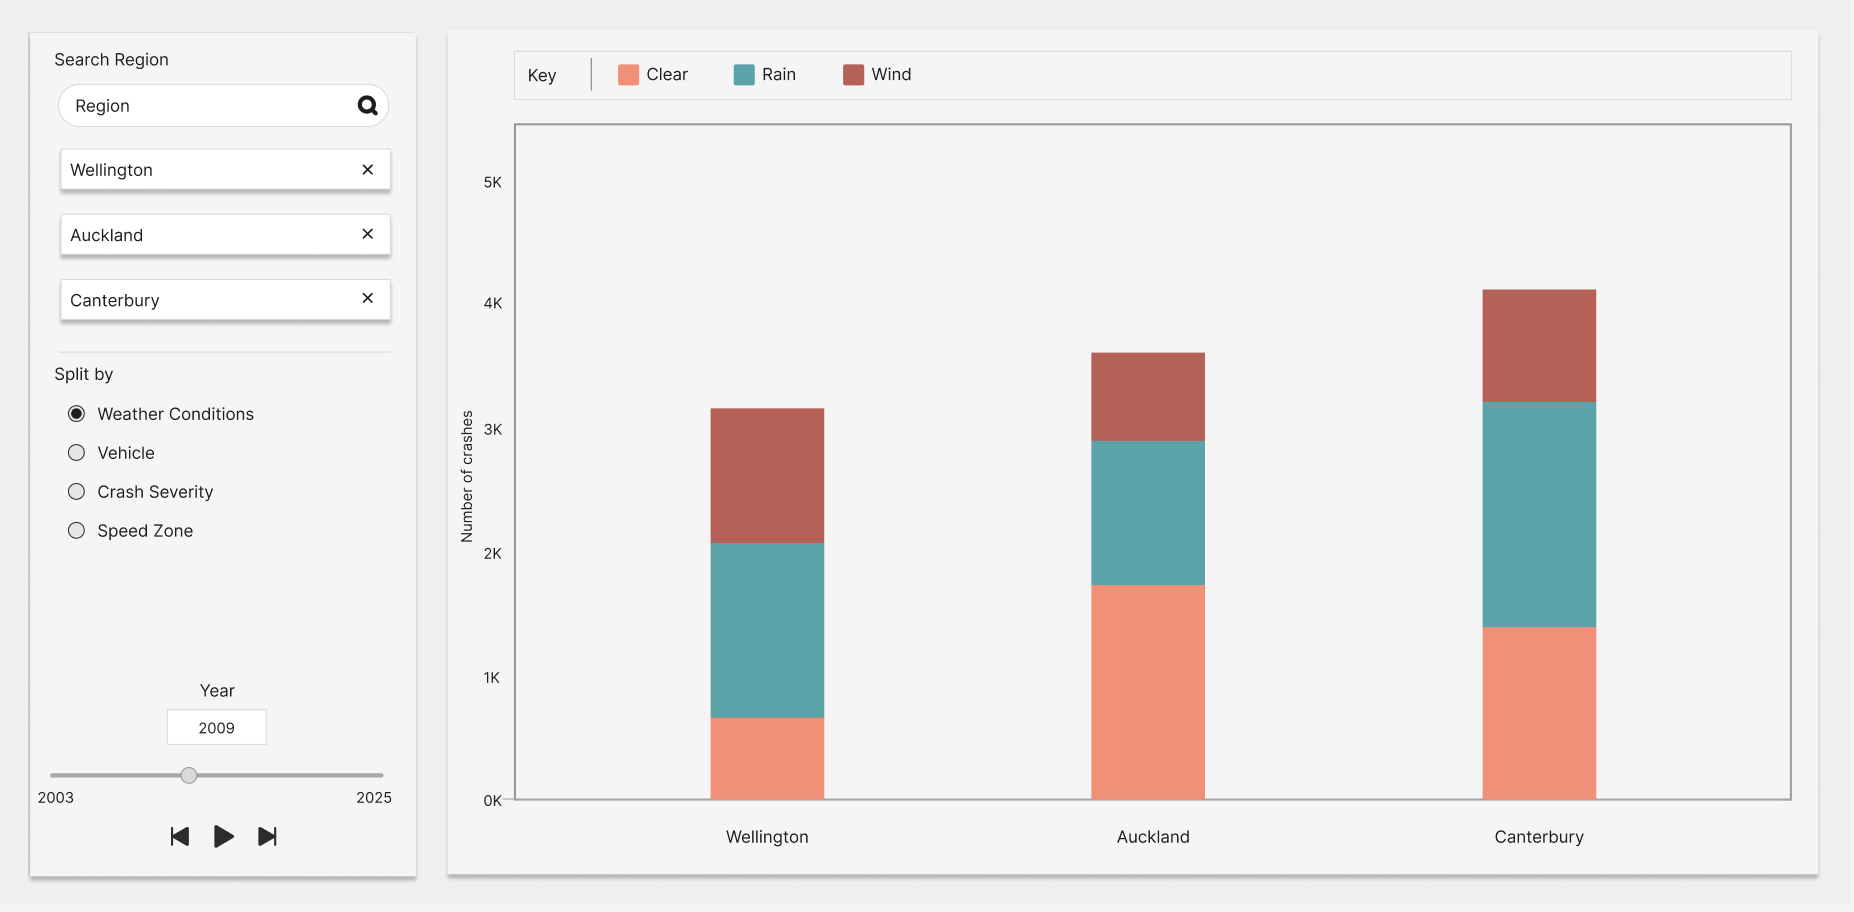 Search Region
Region
Wellington
Auckland
Canterbury
Split by
Weather Conditions
Vehicle
Crash Severity
Speed Zone
Year
2009
2003 2025
Key Clear Rain Wind
5K
4K
3K
2K
1K
0K
Number of crashes
Wellington Auckland Canterbury